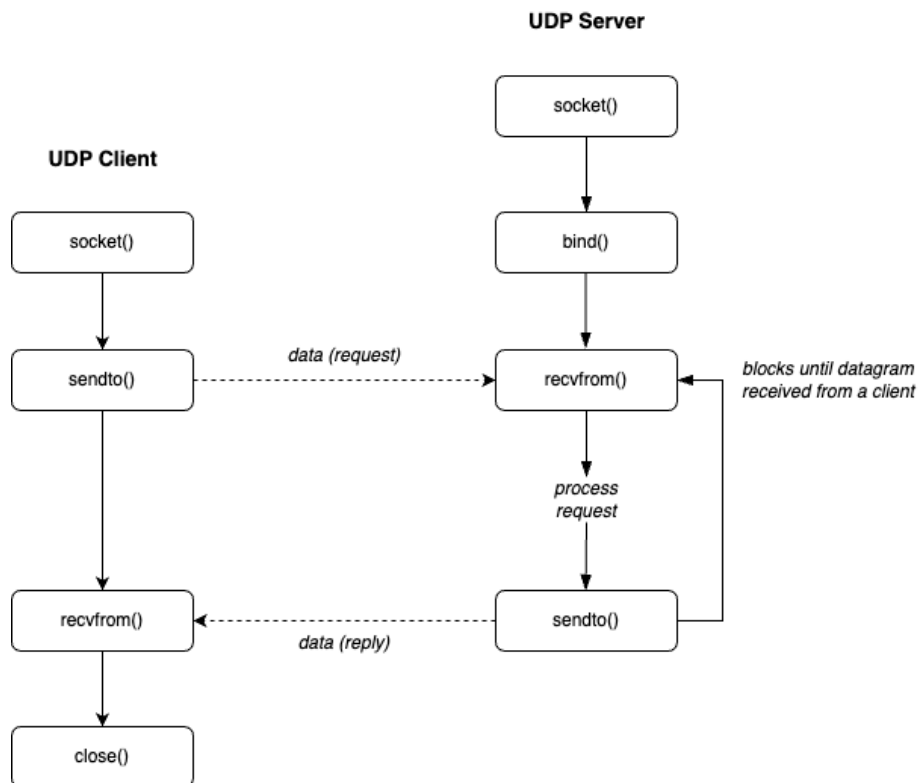 UDP Server
socket()
UDP Client
socket()
bind()
data (request)
sendto()
recvfrom()
blocks until datagram
received from a client
process
request
recvfrom()
data (reply)
sendto()
close()